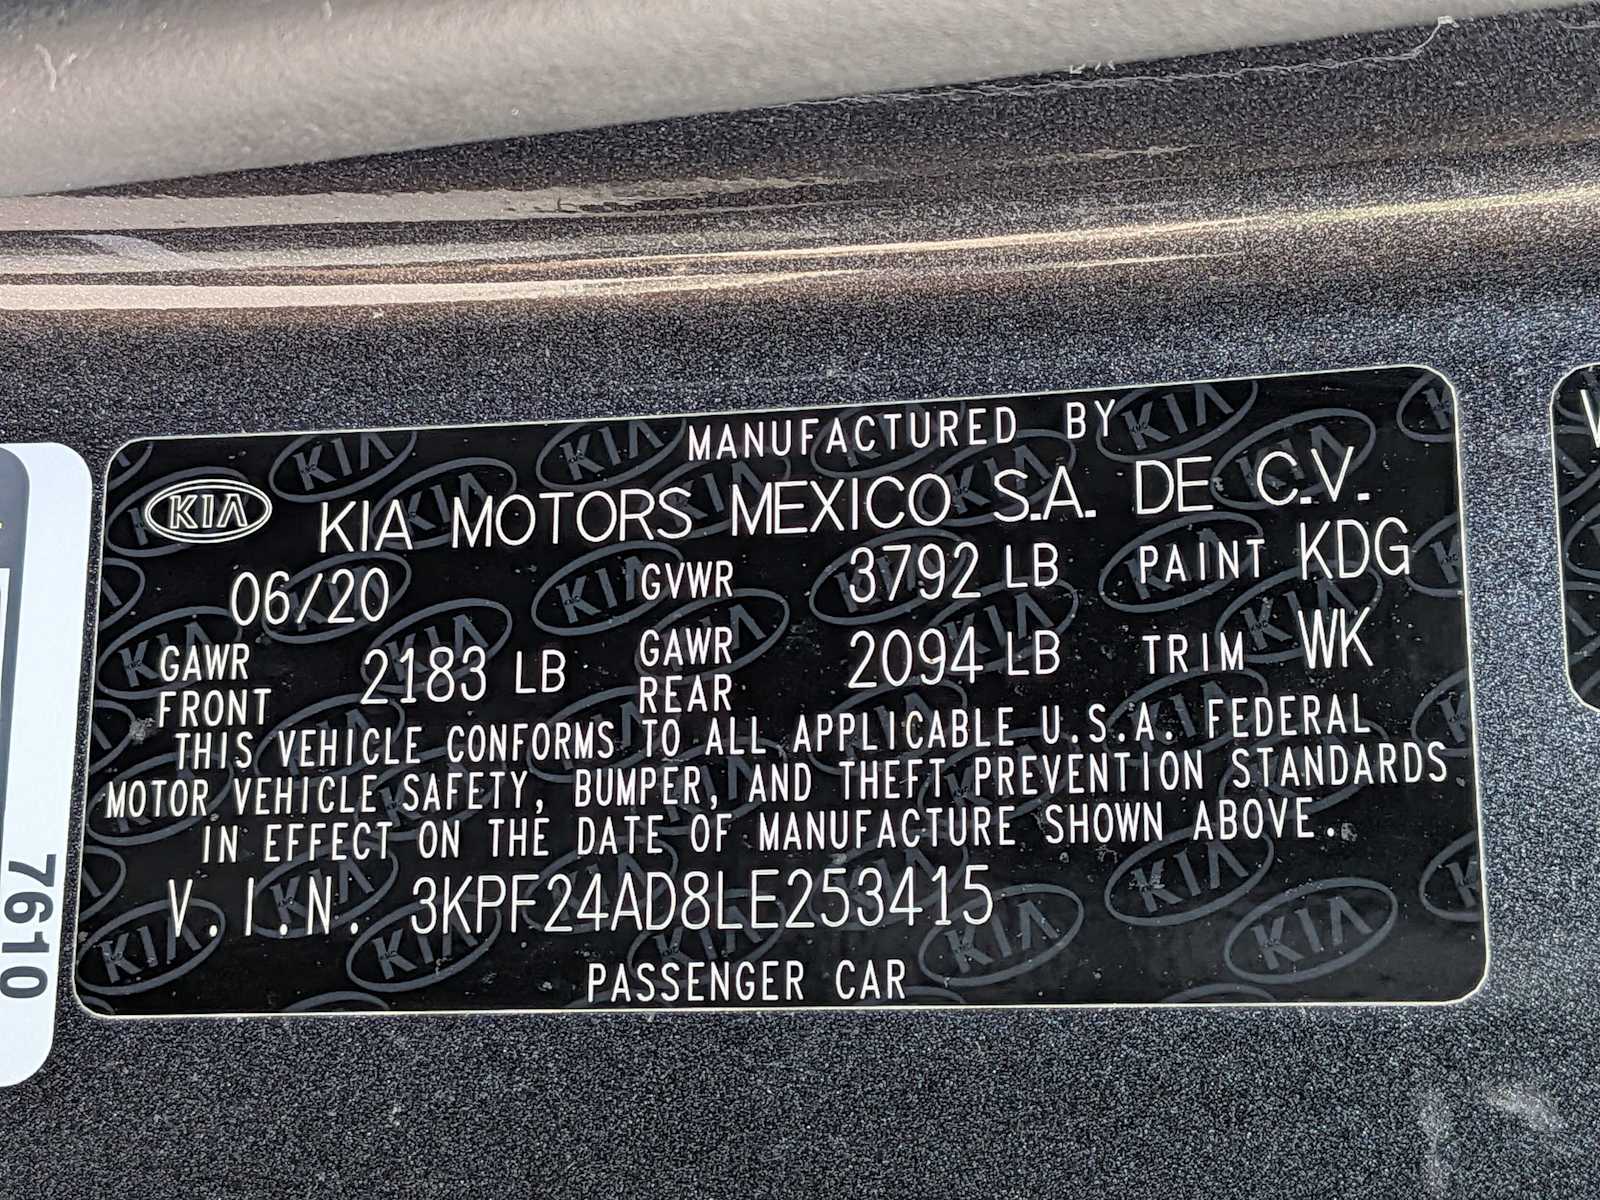 MANUFACTURED BY
KIA KIA MOTORS MEXICO S.A. DE C.V.
06/20 GVWR 3792 LB PAINT KDG
GAWR FRONT 2183 LB GAWR REAR 2094 LB TRIM WK
THIS VEHICLE CONFORMS TO ALL APPLICABLE U.S.A. FEDERAL
MOTOR VEHICLE SAFETY, BUMPER, AND THEFT PREVENTION STANDARDS
IN EFFECT ON THE DATE OF MANUFACTURE SHOWN ABOVE.
V.I.N. 3KPF24AD8LE253415
PASSENGER CAR
7610